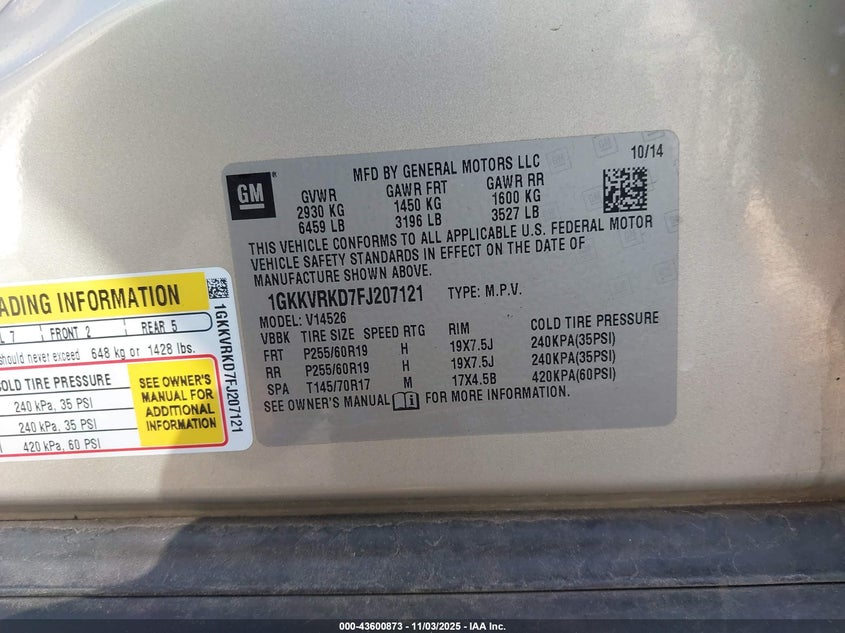 MFD BY GENERAL MOTORS LLC
10/14
GM®
GVWR GAWR FRT GAWR RR
2930 KG 1450 KG 1600 KG
6459 LB 3196 LB 3527 LB
THIS VEHICLE CONFORMS TO ALL APPLICABLE U.S. FEDERAL MOTOR
VEHICLE SAFETY STANDARDS IN EFFECT ON THE DATE OF
MANUFACTURE SHOWN ABOVE.
1GKKVRKD7FJ207121 TYPE: M.P.V.
MODEL: V14526
VBBK TIRE SIZE SPEED RTG RIM COLD TIRE PRESSURE
FRT P255/60R19 H 19X7.5J 240KPA(35PSI)
RR P255/60R19 H 19X7.5J 240KPA(35PSI)
SPA T145/70R17 M 17X4.5B 420KPA(60PSI)
SEE OWNER'S MANUAL i FOR MORE INFORMATION.
ADING INFORMATION
L 7 FRONT 2 REAR 5
should never exceed 648 kg or 1428 lbs.
COLD TIRE PRESSURE
240 kPa, 35 PSI
240 kPa, 35 PSI
420 kPa, 60 PSI
SEE OWNER'S
MANUAL FOR
ADDITIONAL
INFORMATION
1GKKVRKD7FJ207121
000-43600873 - 11/03/2025 - IAA Inc.